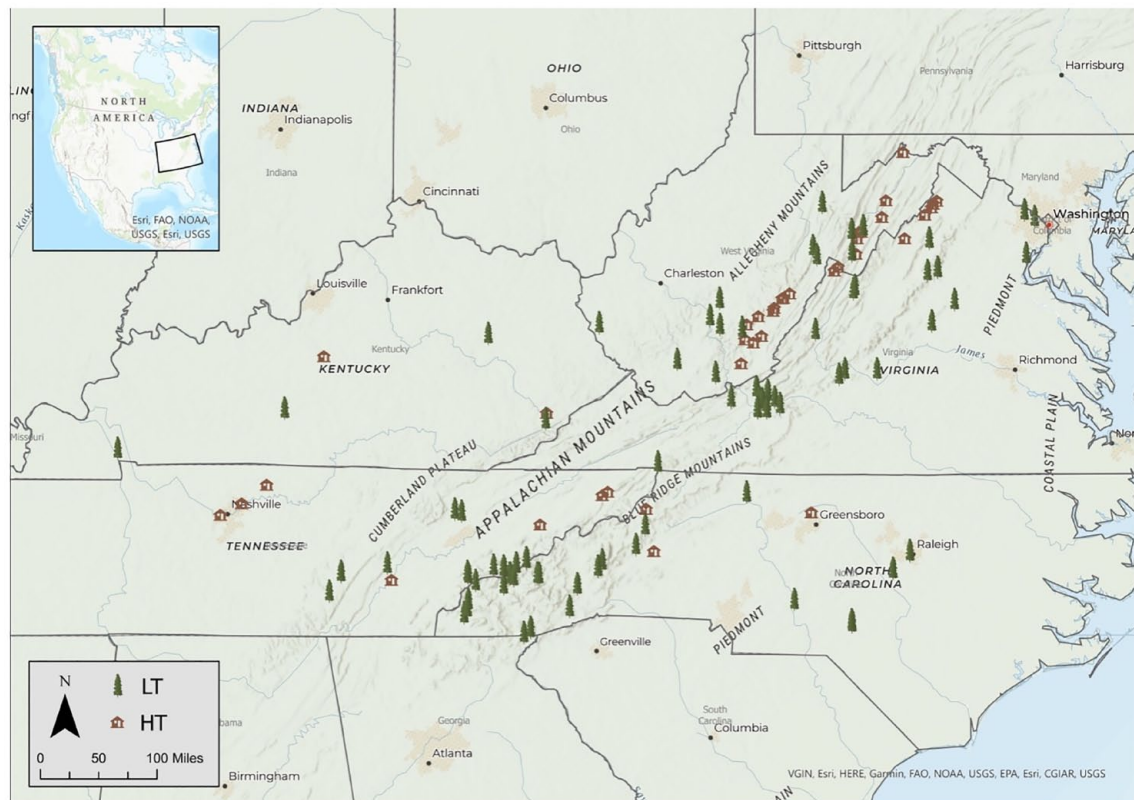 NORTH
AMERICA
Esri, FAO, NOAA,
USGS, Esri, USGS
Pittsburgh
Harrisburg
Pennsylvania
OHIO
Columbus
Ohio
INDIANA
Indianapolis
Indiana
Cincinnati
Maryland
Washington
Columbia
ALLEGHENY MOUNTAINS
West Virginia
Charleston
Louisville
Frankfort
Kentucky
KENTUCKY
PIEDMONT
James
Richmond
Virginia
VIRGINIA
COASTAL PLAIN
Missouri
APPALACHIAN MOUNTAINS
CUMBERLAND PLATEAU
BLUE RIDGE MOUNTAINS
Nashville
TENNESSEE
Greensboro
Raleigh
NORTH
CAROLINA
PIEDMONT
Greenville
South
Carolina
Columbia
Georgia
Atlanta
Birmingham
N
LT
HT
0 50 100 Miles
VGIN, Esri, HERE, Garmin, FAO, NOAA, USGS, EPA, Esri, CGIAR, USGS